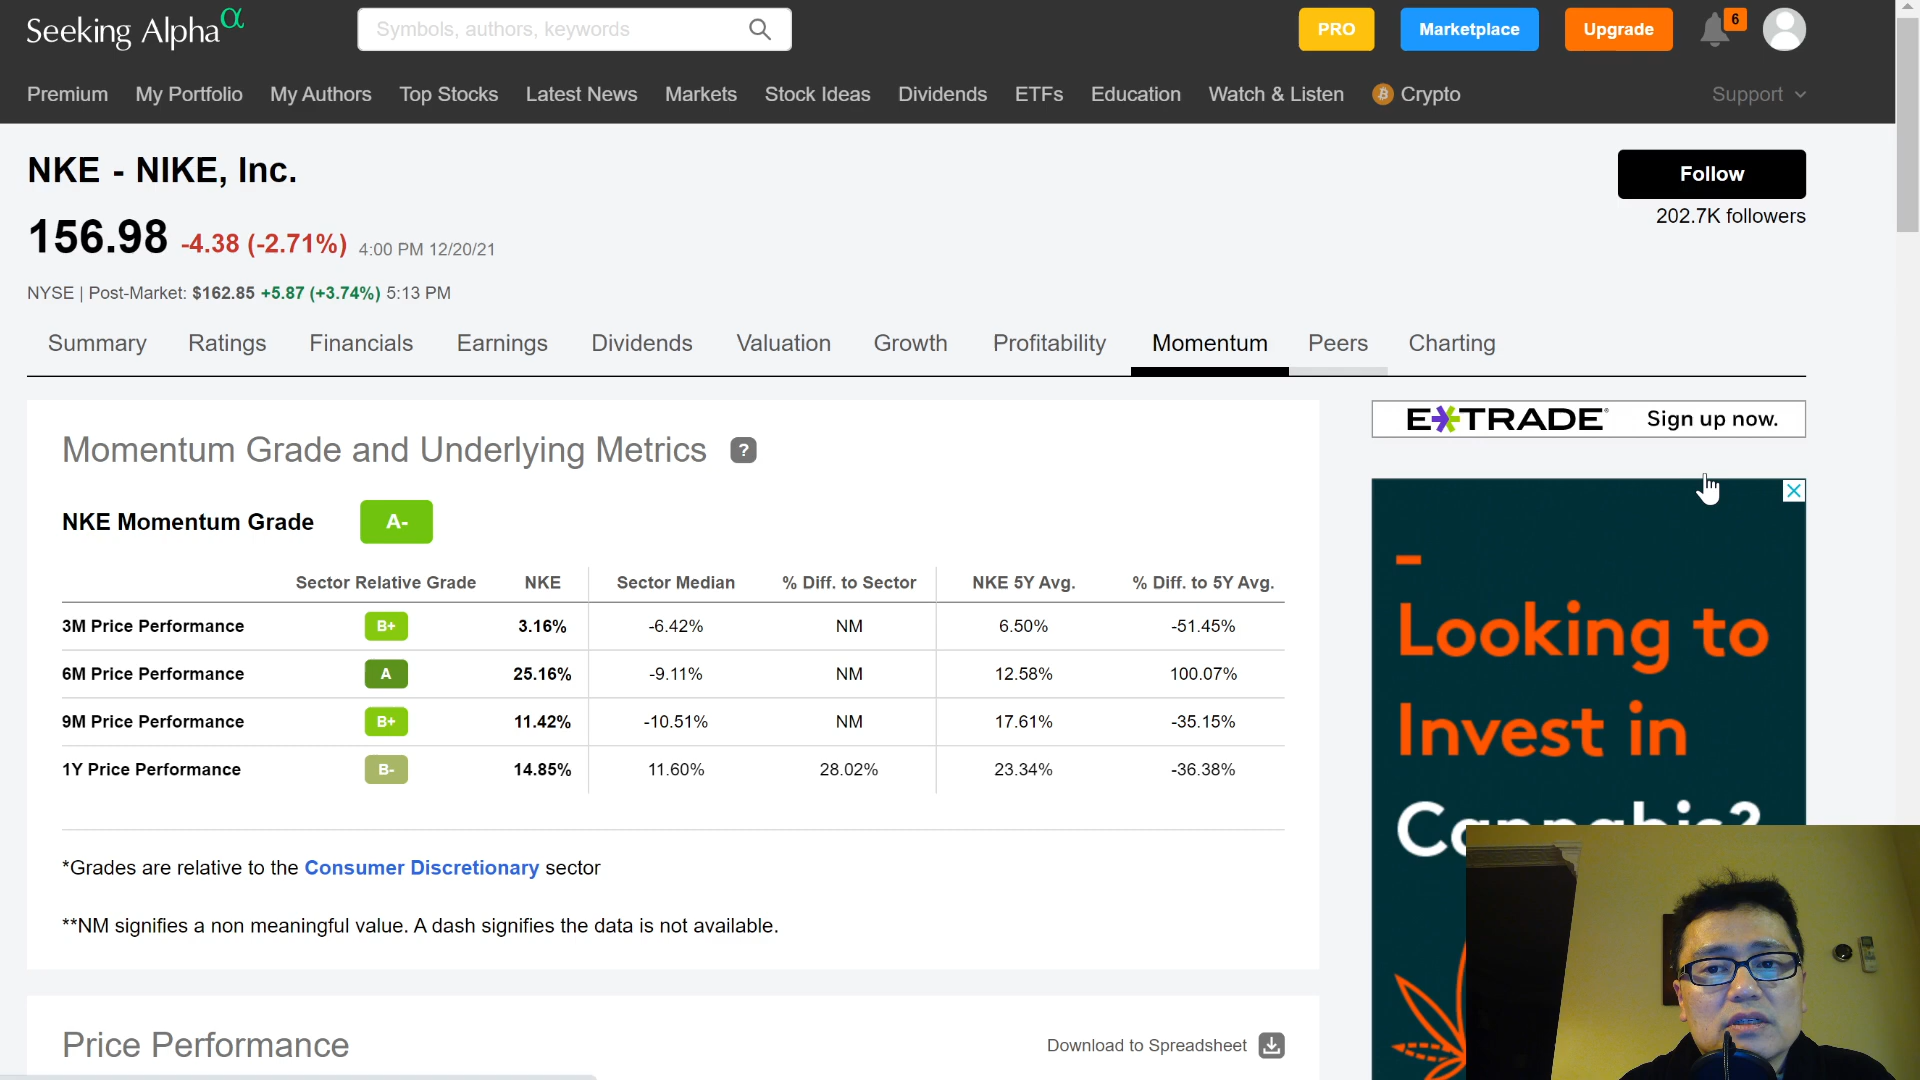 Seeking Alpha α
Symbols, authors, keywords
PRO
Marketplace
Upgrade
6
Premium My Portfolio My Authors Top Stocks Latest News Markets Stock Ideas Dividends ETFs Education Watch & Listen Crypto Support
NKE - NIKE, Inc.
Follow
202.7K followers
156.98 -4.38 (-2.71%) 4:00 PM 12/20/21
NYSE | Post-Market: $162.85 +5.87 (+3.74%) 5:13 PM
Summary Ratings Financials Earnings Dividends Valuation Growth Profitability Momentum Peers Charting
Momentum Grade and Underlying Metrics ?
NKE Momentum Grade A-
Sector Relative Grade NKE Sector Median % Diff. to Sector NKE 5Y Avg. % Diff. to 5Y Avg.
3M Price Performance B+ 3.16% -6.42% NM 6.50% -51.45%
6M Price Performance A 25.16% -9.11% NM 12.58% 100.07%
9M Price Performance B+ 11.42% -10.51% NM 17.61% -35.15%
1Y Price Performance B- 14.85% 11.60% 28.02% 23.34% -36.38%
*Grades are relative to the Consumer Discretionary sector
**NM signifies a non meaningful value. A dash signifies the data is not available.
Price Performance
Download to Spreadsheet
E*TRADE Sign up now.
Looking to
Invest in
Cannabis?